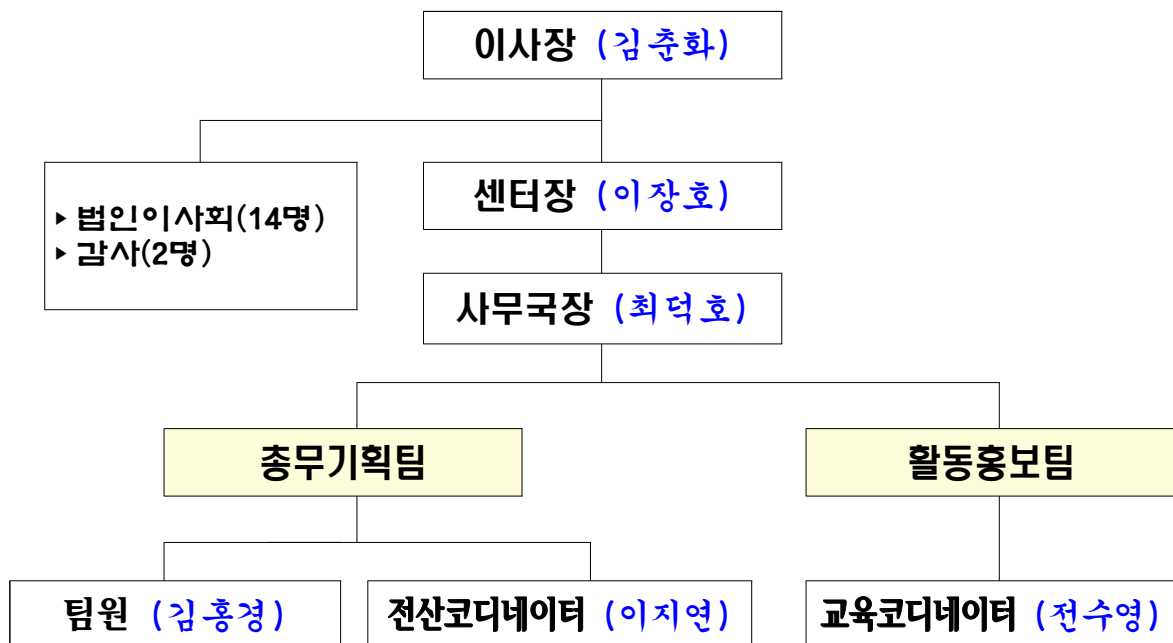 이사장 (김춘화)
▸ 법인이사회(14명)
▸ 감사(2명)
센터장 (이장호)
사무국장 (최덕호)
총무기획팀
활동홍보팀
팀원 (김홍경)
전산코디네이터 (이지연)
교육코디네이터 (전수영)